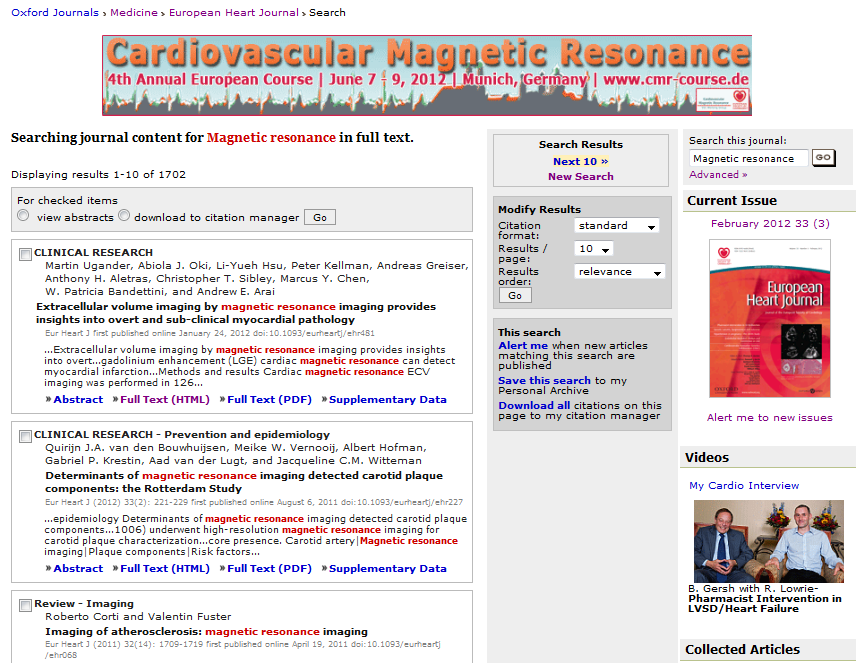 Oxford Journals › Medicine › European Heart Journal › Search
Cardiovascular Magnetic Resonance
4th Annual European Course | June 7 - 9, 2012 | Munich, Germany | www.cmr-course.de
Searching journal content for Magnetic resonance in full text.
Displaying results 1-10 of 1702
For checked items
view abstracts download to citation manager Go
CLINICAL RESEARCH
Martin Ugander, Abiola J. Oki, Li-Yueh Hsu, Peter Kellman, Andreas Greiser,
Anthony H. Aletras, Christopher T. Sibley, Marcus Y. Chen,
W. Patricia Bandettini, and Andrew E. Arai
Extracellular volume imaging by magnetic resonance imaging provides
insights into overt and sub-clinical myocardial pathology
Eur Heart J first published online January 24, 2012 doi:10.1093/eurheartj/ehr481
...Extracellular volume imaging by magnetic resonance imaging provides insights
into overt...gadolinium enhancement (LGE) cardiac magnetic resonance can detect
myocardial infarction...Methods and results Cardiac magnetic resonance ECV
imaging was performed in 126...
» Abstract » Full Text (HTML) » Full Text (PDF) » Supplementary Data
CLINICAL RESEARCH - Prevention and epidemiology
Quirijn J.A. van den Bouwhuijsen, Meike W. Vernooij, Albert Hofman,
Gabriel P. Krestin, Aad van der Lugt, and Jacqueline C.M. Witteman
Determinants of magnetic resonance imaging detected carotid plaque
components: the Rotterdam Study
Eur Heart J (2012) 33(2): 221-229 first published online August 6, 2011 doi:10.1093/eurheartj/ehr227
...epidemiology Determinants of magnetic resonance imaging detected carotid plaque
components...1006) underwent high-resolution magnetic resonance imaging for
carotid plaque characterization...core presence. Carotid artery|Magnetic resonance
imaging|Plaque components|Risk factors...
» Abstract » Full Text (HTML) » Full Text (PDF) » Supplementary Data
Review - Imaging
Roberto Corti and Valentin Fuster
Imaging of atherosclerosis: magnetic resonance imaging
Eur Heart J (2011) 32(14): 1709-1719 first published online April 19, 2011 doi:10.1093/eurheartj
/ehr068
Search Results
Next 10 »
New Search
Modify Results
Citation
format: standard
Results /
page: 10
Results
order: relevance
Go
This search
Alert me when new articles
matching this search are
published
Save this search to my
Personal Archive
Download all citations on this
page to my citation manager
Search this journal:
Magnetic resonance GO
Advanced »
Current Issue
February 2012 33 (3)
European
Heart Journal
Alert me to new issues
Videos
My Cardio Interview
B. Gersh with R. Lowrie-
Pharmacist Intervention in
LVSD/Heart Failure
Collected Articles